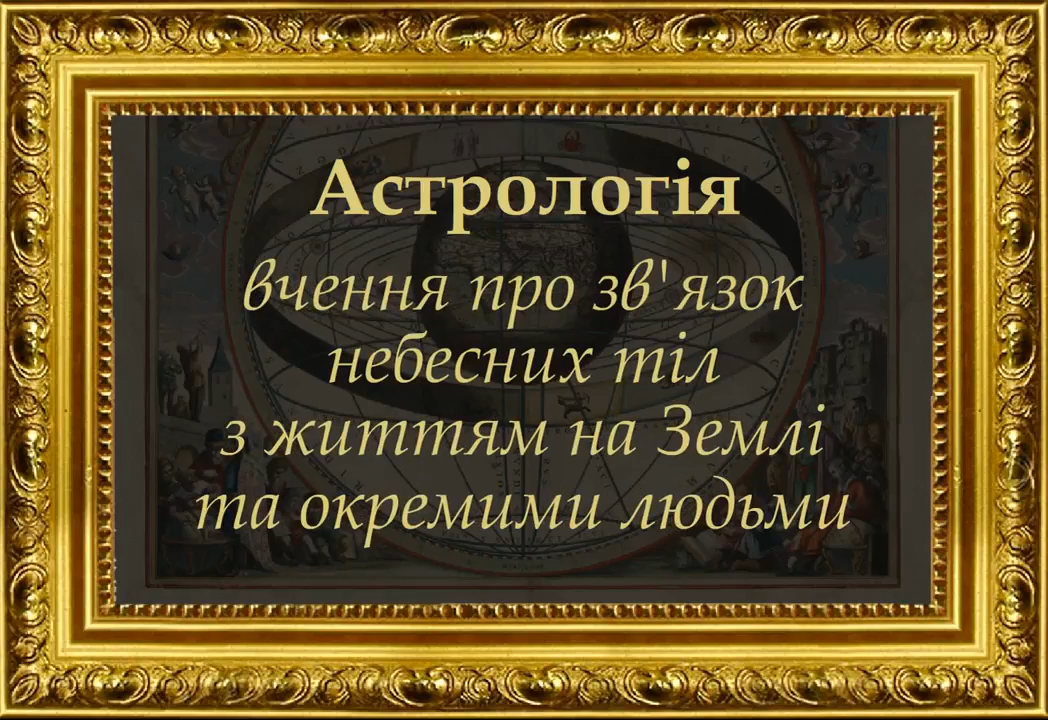 Астрологія
вчення про зв'язок
небесних тіл
з життям на Землі
та окремими людьми